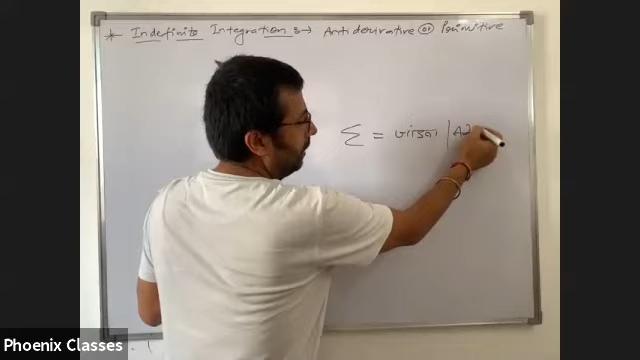 * Indefinite Integration :→ Antiderivative (or) Primitive
Σ =
Phoenix Classes